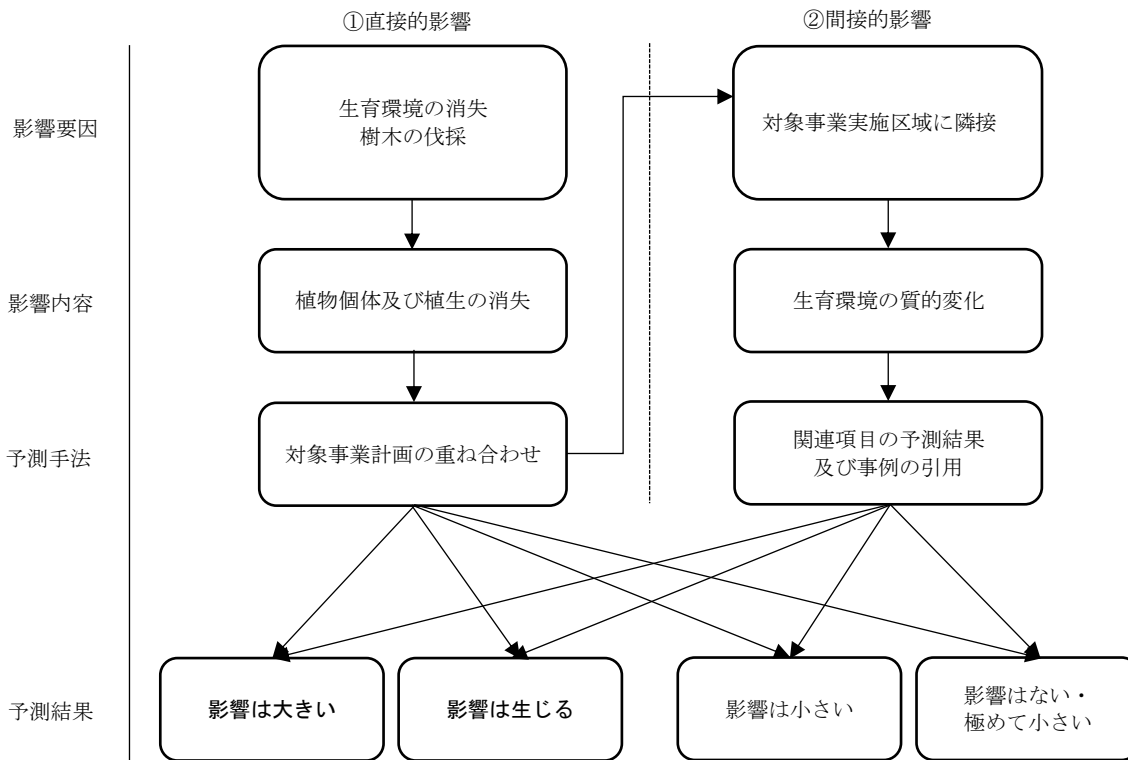 ①直接的影響
②間接的影響
影響要因
生育環境の消失
樹木の伐採
対象事業実施区域に隣接
影響内容
植物個体及び植生の消失
生育環境の質的変化
予測手法
対象事業計画の重ね合わせ
関連項目の予測結果
及び事例の引用
予測結果
影響は大きい
影響は生じる
影響は小さい
影響はない・
極めて小さい